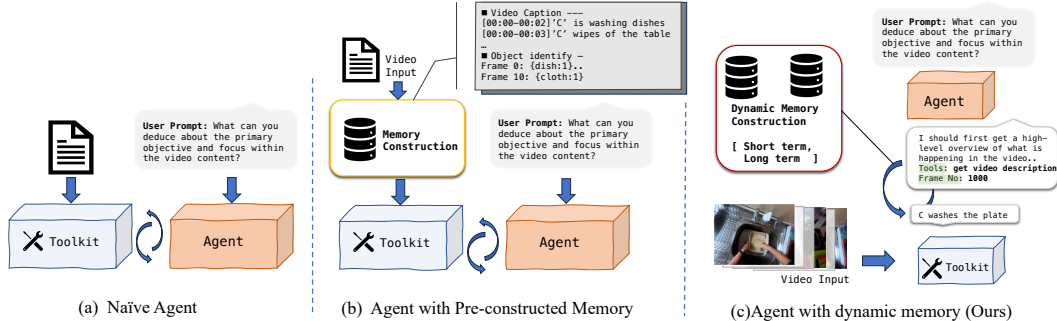 User Prompt: What can you
deduce about the primary
objective and focus within
the video content?
Toolkit
Agent
(a) Naïve Agent
Video
Input
■ Video Caption ---
[00:00-00:02]'C' is washing dishes
[00:00-00:03]'C' wipes of the table
…
■ Object identify —
Frame 0: {dish:1}..
Frame 10: {cloth:1}
Memory
Construction
User Prompt: What can you
deduce about the primary
objective and focus within
the video content?
Toolkit
Agent
(b) Agent with Pre-constructed Memory
User Prompt: What can you
deduce about the primary
objective and focus within
the video content?
Agent
Dynamic Memory
Construction
[ Short term,
Long term ]
I should first get a high-
level overview of what is
happening in the video..
Tools: get video description
Frame No: 1000
C washes the plate
Video Input
Toolkit
(c)Agent with dynamic memory (Ours)